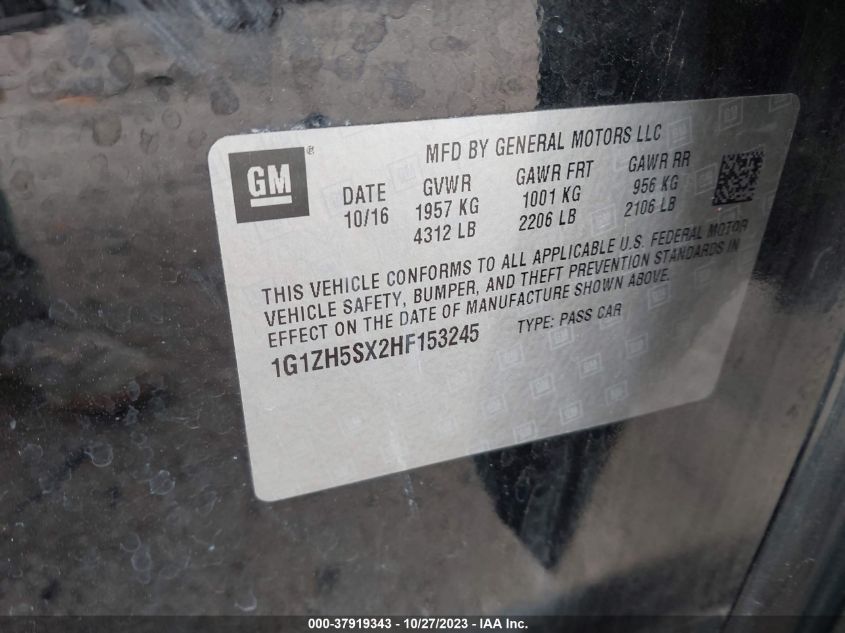 GM ®
MFD BY GENERAL MOTORS LLC
DATE GVWR GAWR FRT GAWR RR
10/16 1957 KG 1001 KG 956 KG
4312 LB 2206 LB 2106 LB
THIS VEHICLE CONFORMS TO ALL APPLICABLE U.S. FEDERAL MOTOR
VEHICLE SAFETY, BUMPER, AND THEFT PREVENTION STANDARDS IN
EFFECT ON THE DATE OF MANUFACTURE SHOWN ABOVE.
1G1ZH5SX2HF153245 TYPE: PASS CAR
000-37919343 - 10/27/2023 - IAA Inc.